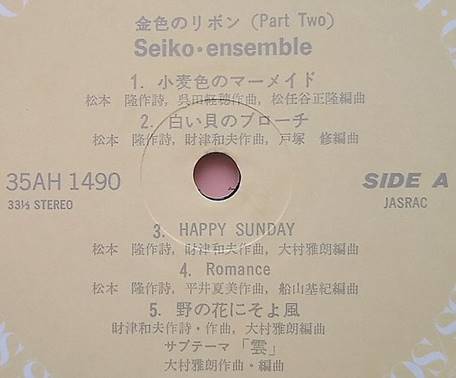 金色のリボン (Part Two)
Seiko・ensemble
1. 小麦色のマーメイド
松本 隆作詩, 呉田軽穂作曲, 松任谷正隆編曲
2. 白い貝のブローチ
松本 隆作詩, 財津和夫作曲, 戸塚 修編曲
35AH 1490
33⅓ STEREO
SIDE A
JASRAC
3. HAPPY SUNDAY
松本 隆作詩, 財津和夫作曲, 大村雅朗編曲
4. Romance
松本 隆作詩, 平井夏美作曲, 船山基紀編曲
5. 野の花にそよ風
財津和夫作詩・作曲, 大村雅朗編曲
サブテーマ「雲」
大村雅朗作曲・編曲